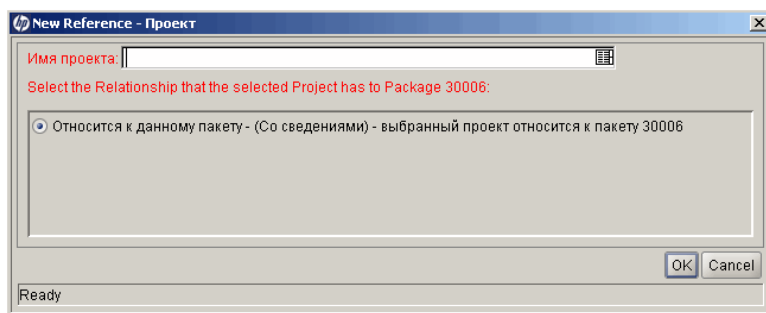 hp New Reference - Проект
Имя проекта:
Select the Relationship that the selected Project has to Package 30006:
Относится к данному пакету - (Со сведениями) - выбранный проект относится к пакету 30006
OK Cancel
Ready